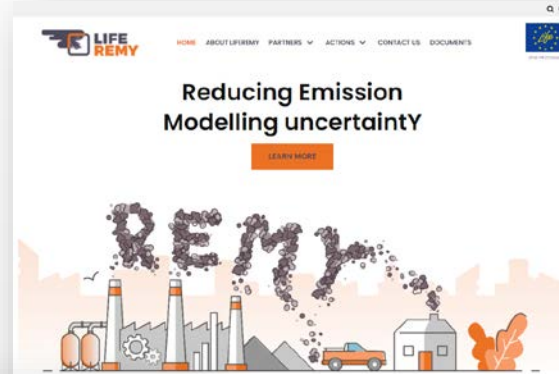 LIFE
REMY
HOME ABOUT LIFEREMY PARTNERS ACTIONS CONTACT US DOCUMENTS
Reducing Emission
Modelling uncertaintY
LEARN MORE
REMY